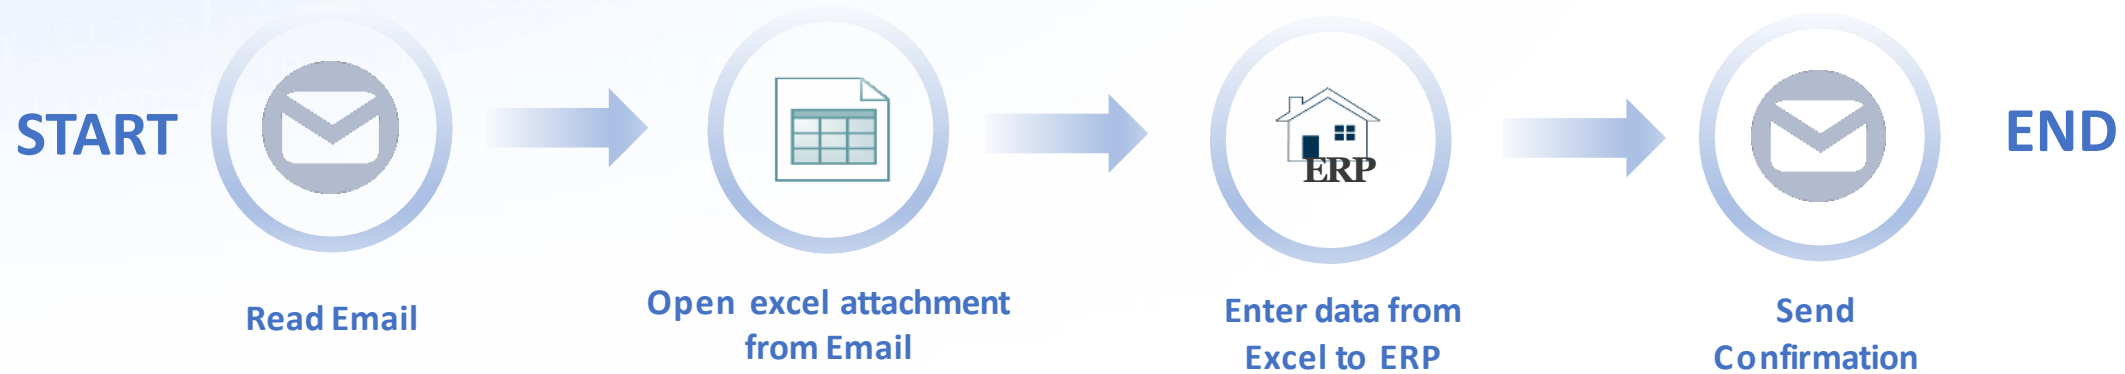 START
END
ERP
Read Email
Open excel attachment
from Email
Enter data from
Excel to ERP
Send
Confirmation